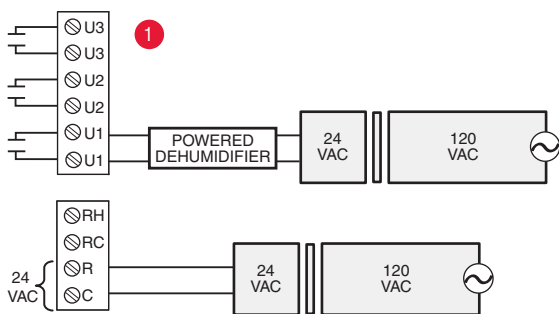 U3
1
U3
U2
U2
U1
U1
POWERED
DEHUMIDIFIER
24
VAC
120
VAC
RH
RC
R
C
24
VAC
24
VAC
120
VAC